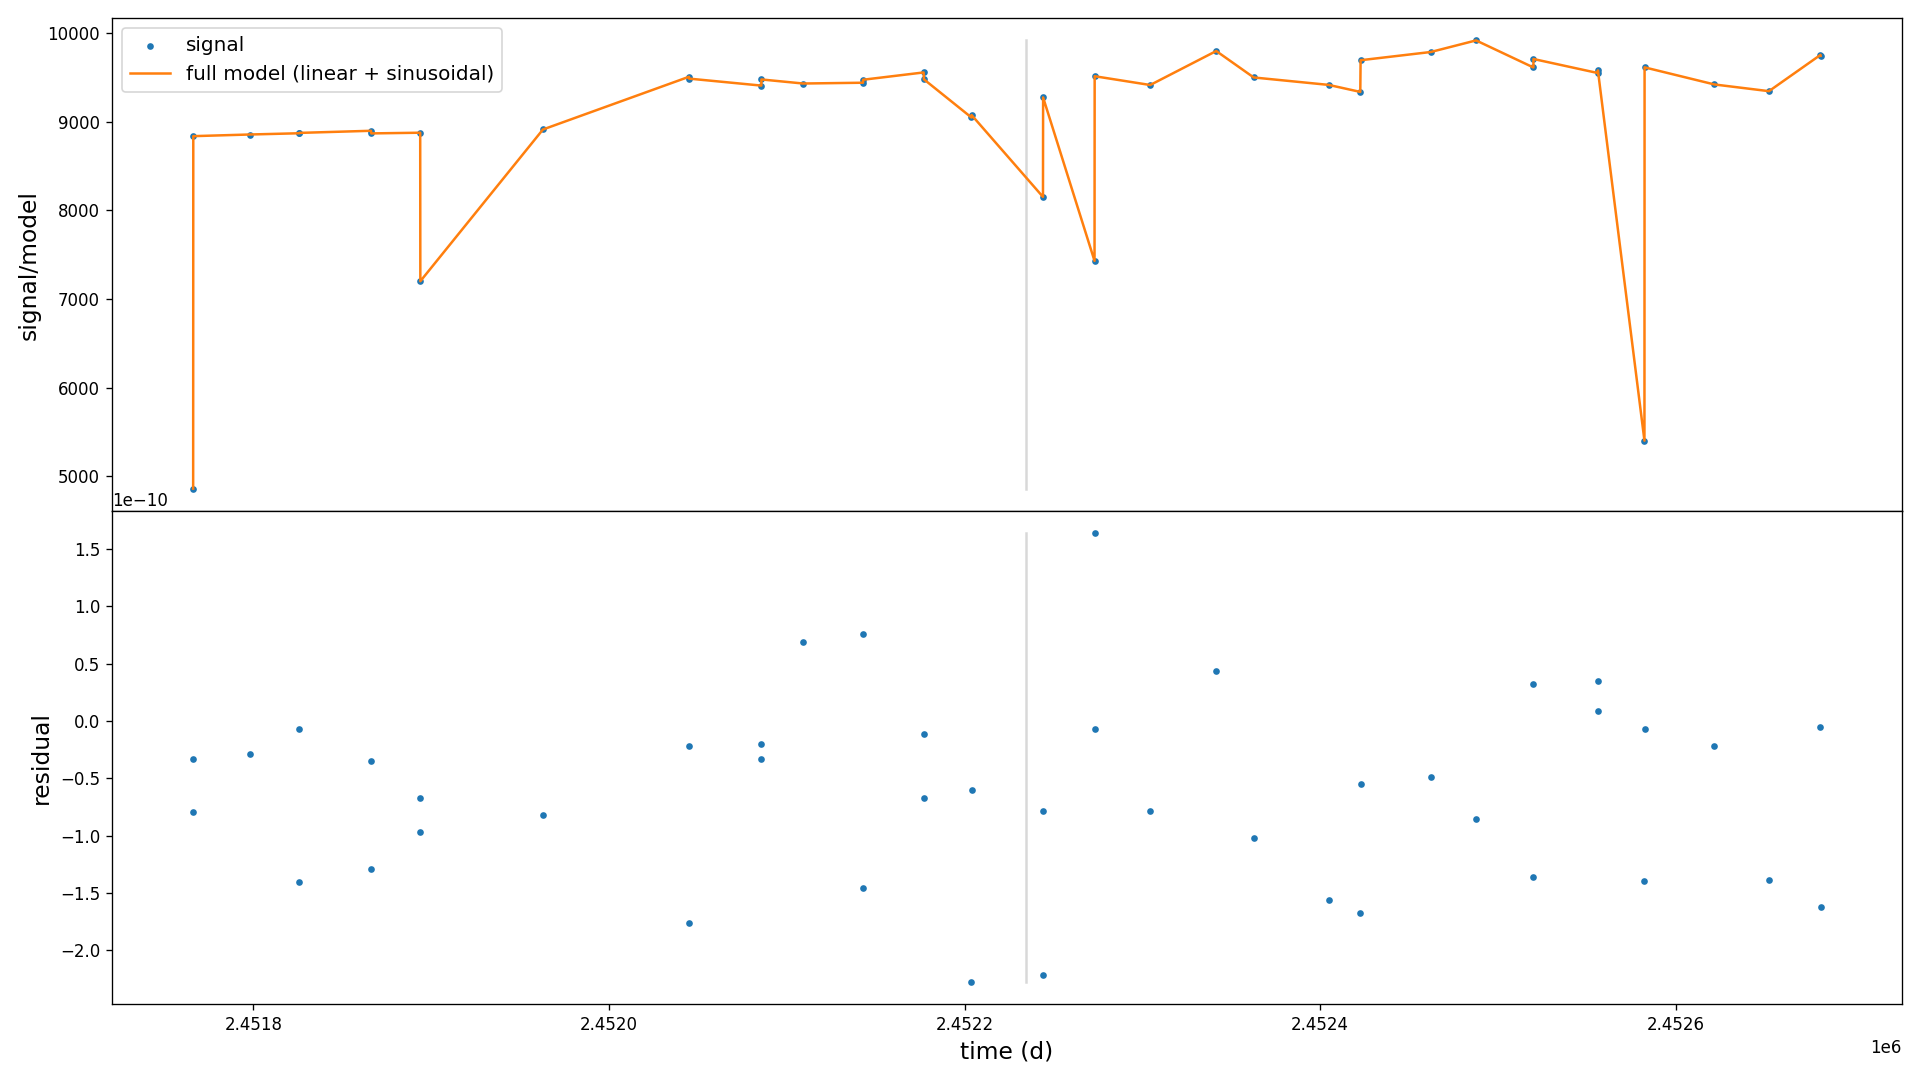 10000
9000
8000
7000
6000
5000
signal/model
signal
full model (linear + sinusoidal)
1e−10
1.5
1.0
0.5
0.0
−0.5
−1.0
−1.5
−2.0
residual
2.4518
2.4520
2.4522
2.4524
2.4526
1e6
time (d)